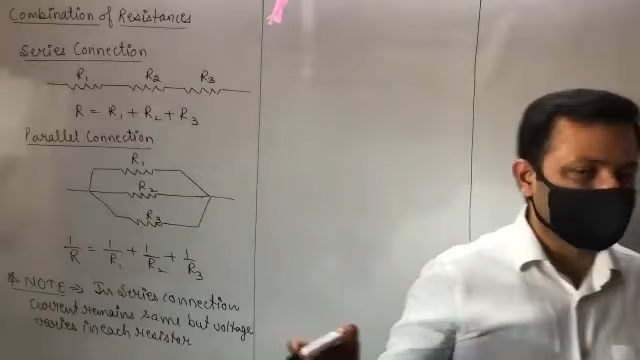 Combination of Resistances
Series Connection
R1 R2 R3
R = R1 + R2 + R3
Parallel Connection
R1
R2
R3
1/R = 1/R1 + 1/R2 + 1/R3
* NOTE ⇒ In Series connection
current remains same but voltage
varies in each resistor